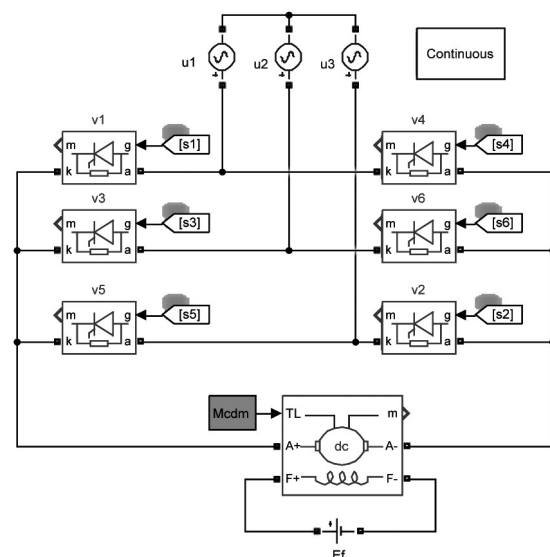 u1 u2 u3 Continuous
v1 v4
m g [s1] m g [s4]
k a k a
v3 v6
m g [s3] m g [s6]
k a k a
v5 v2
m g [s5] m g [s2]
k a k a
Mcdm TL m
A+ dc A-
F+ F-
Ef